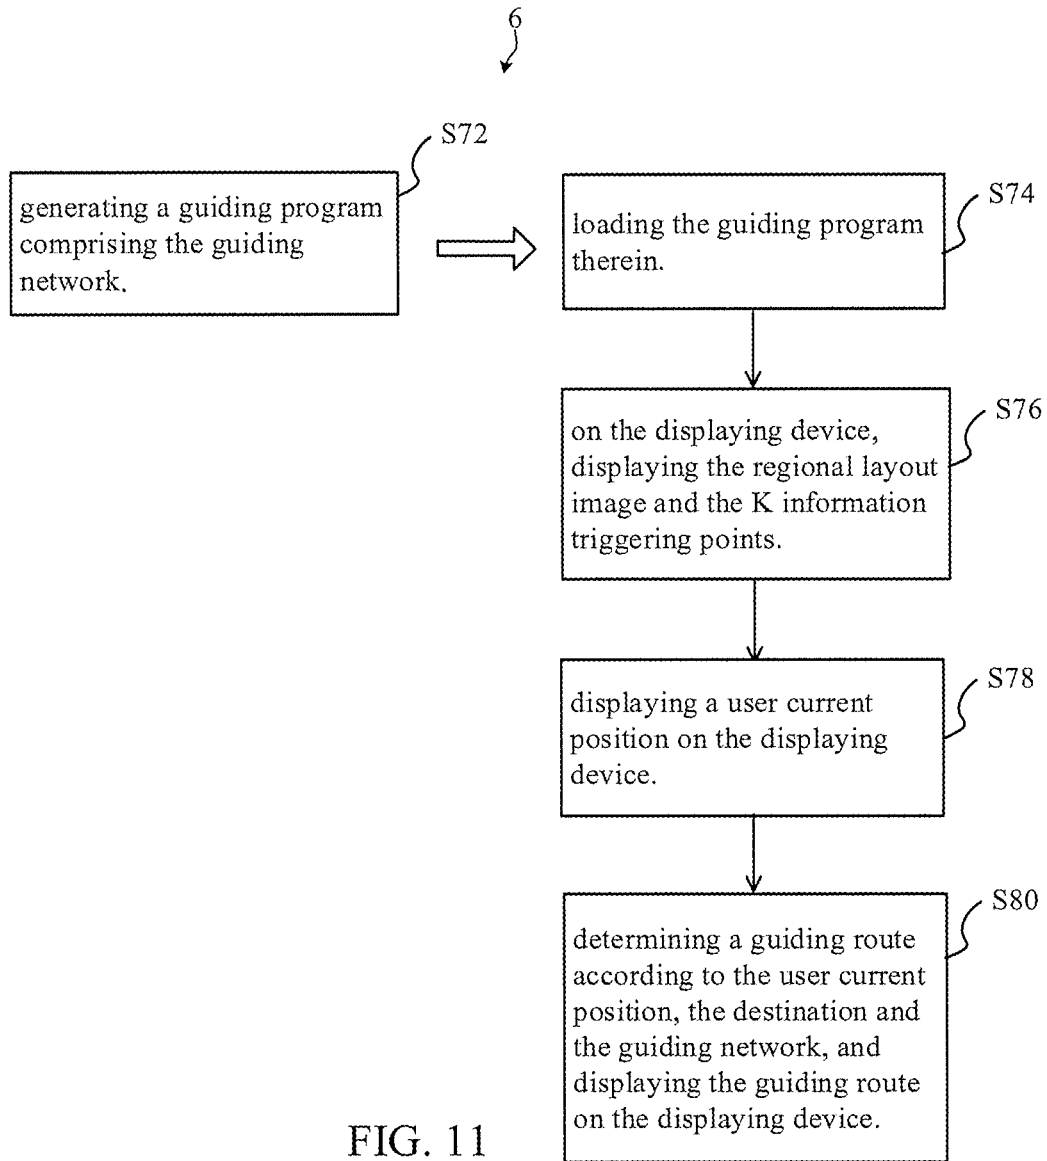 6
S72
generating a guiding program
comprising the guiding
network.
S74
loading the guiding program
therein.
S76
on the displaying device,
displaying the regional layout
image and the K information
triggering points.
S78
displaying a user current
position on the displaying
device.
S80
determining a guiding route
according to the user current
position, the destination and
the guiding network, and
displaying the guiding route
on the displaying device.
FIG. 11